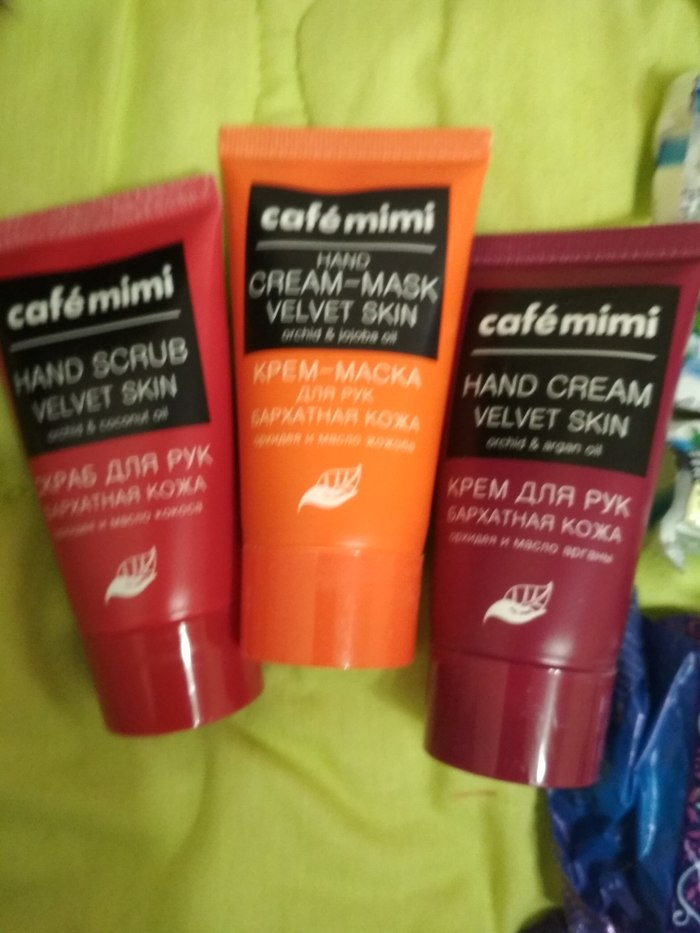 café mimi
HAND SCRUB
VELVET SKIN
orchid & coconut oil
СКРАБ ДЛЯ РУК
БАРХАТНАЯ КОЖА
орхидея и масло кокоса
café mimi
HAND
CREAM-MASK
VELVET SKIN
orchid & jojoba oil
КРЕМ-МАСКА
ДЛЯ РУК
БАРХАТНАЯ КОЖА
орхидея и масло жожоба
café mimi
HAND CREAM
VELVET SKIN
orchid & argan oil
КРЕМ ДЛЯ РУК
БАРХАТНАЯ КОЖА
орхидея и масло арганы